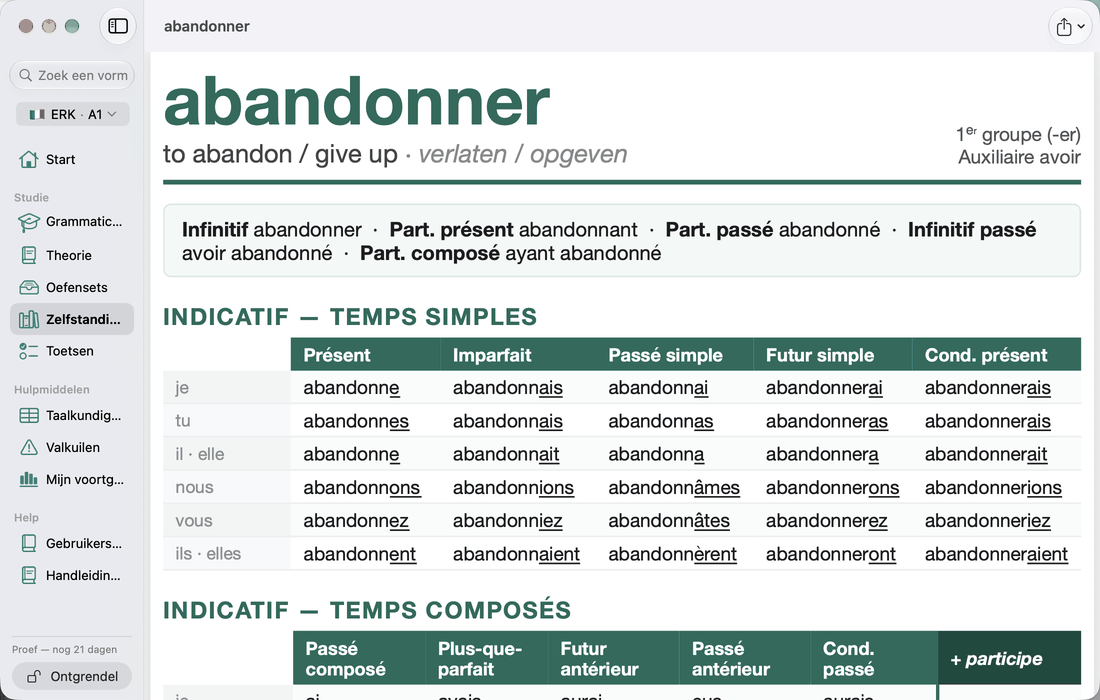 abandonner
Zoek een vorm
ERK · A1
Start
Studie
Grammatic...
Theorie
Oefensets
Zelfstandi...
Toetsen
Hulpmiddelen
Taalkundig...
Valkuilen
Mijn voortg...
Help
Gebruikers...
Handleidin...
Proef — nog 21 dagen
Ontgrendel
abandonner
to abandon / give up · verlaten / opgeven
1er groupe (-er)
Auxiliaire avoir
Infinitif abandonner · Part. présent abandonnant · Part. passé abandonné · Infinitif passé
avoir abandonné · Part. composé ayant abandonné
INDICATIF — TEMPS SIMPLES
Présent Imparfait Passé simple Futur simple Cond. présent
je abandonne abandonnais abandonnai abandonnerai abandonnerais
tu abandonnes abandonnais abandonnas abandonneras abandonnerais
il · elle abandonne abandonnait abandonna abandonnera abandonnerait
nous abandonnons abandonnions abandonnâmes abandonnerons abandonnerions
vous abandonnez abandonniez abandonnâtes abandonnerez abandonneriez
ils · elles abandonnent abandonnaient abandonnèrent abandonneront abandonneraient
INDICATIF — TEMPS COMPOSÉS
Passé composé Plus-que-parfait Futur antérieur Passé antérieur Cond. passé + participe